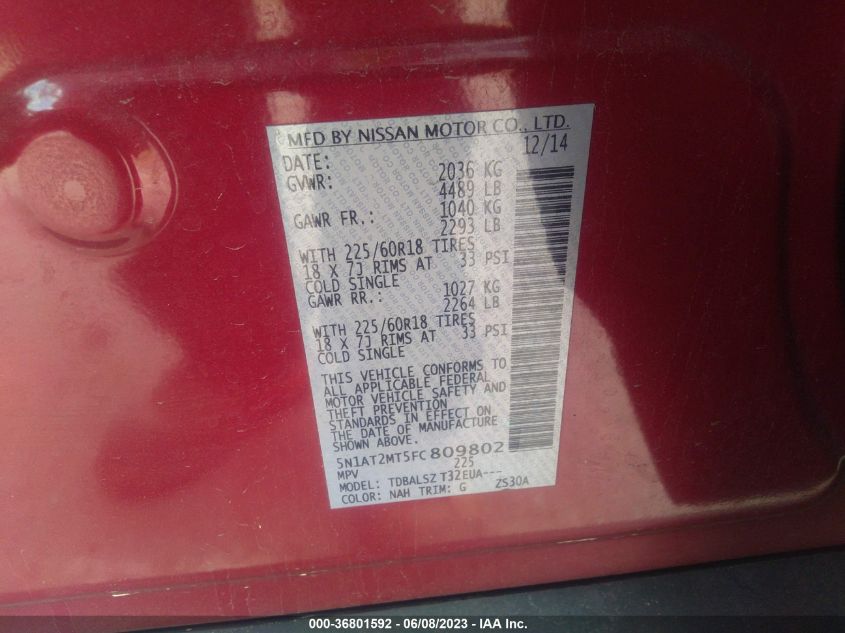 MFD BY NISSAN MOTOR CO., LTD.
DATE: 12/14
GVWR: 2036 KG
4489 LB
GAWR FR.: 1040 KG
2293 LB
WITH 225/60R18 TIRES
18 X 7J RIMS AT 33 PSI
COLD SINGLE
GAWR RR.: 1027 KG
2264 LB
WITH 225/60R18 TIRES
18 X 7J RIMS AT 33 PSI
COLD SINGLE
THIS VEHICLE CONFORMS TO
ALL APPLICABLE FEDERAL
MOTOR VEHICLE SAFETY AND
THEFT PREVENTION
STANDARDS IN EFFECT ON
THE DATE OF MANUFACTURE
SHOWN ABOVE.
5N1AT2MT5FC809802
MPV 225
MODEL: TDBALSZ T32EUA---
COLOR: NAH TRIM: G ZS30A
000-36801592 - 06/08/2023 - IAA Inc.